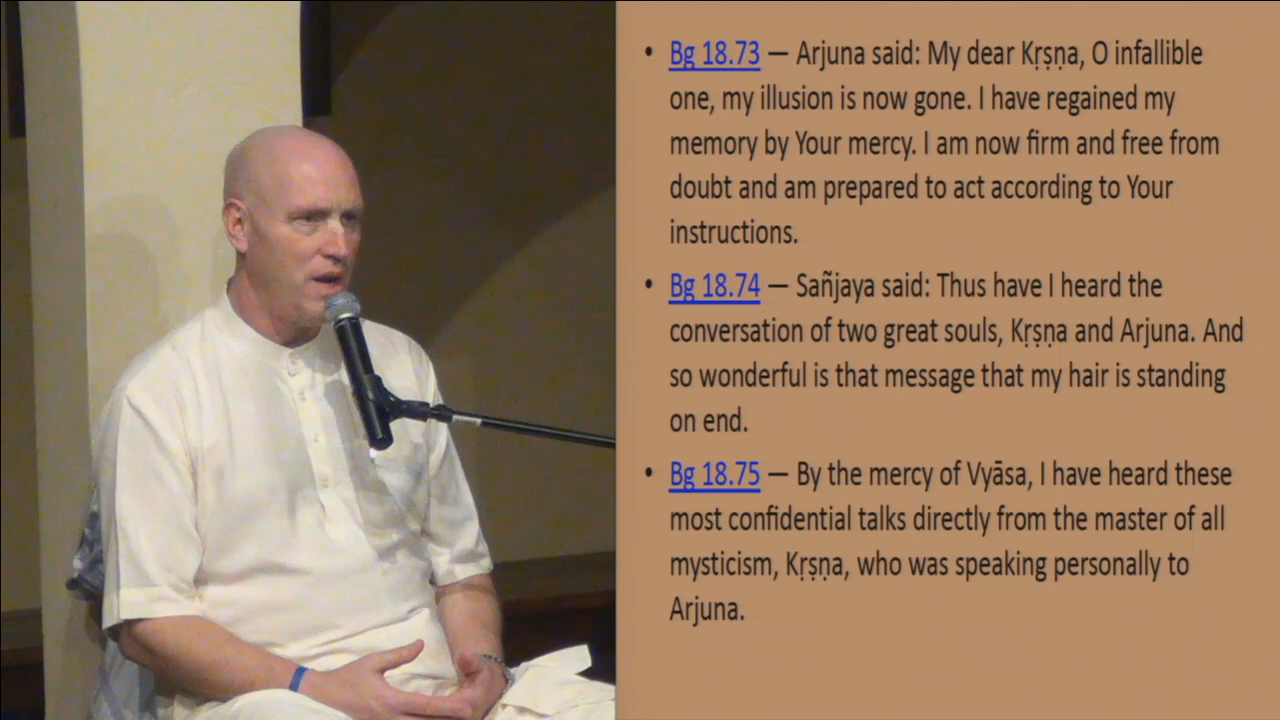 • Bg 18.73 — Arjuna said: My dear Kṛṣṇa, O infallible
one, my illusion is now gone. I have regained my
memory by Your mercy. I am now firm and free from
doubt and am prepared to act according to Your
instructions.
• Bg 18.74 — Sañjaya said: Thus have I heard the
conversation of two great souls, Kṛṣṇa and Arjuna. And
so wonderful is that message that my hair is standing
on end.
• Bg 18.75 — By the mercy of Vyāsa, I have heard these
most confidential talks directly from the master of all
mysticism, Kṛṣṇa, who was speaking personally to
Arjuna.